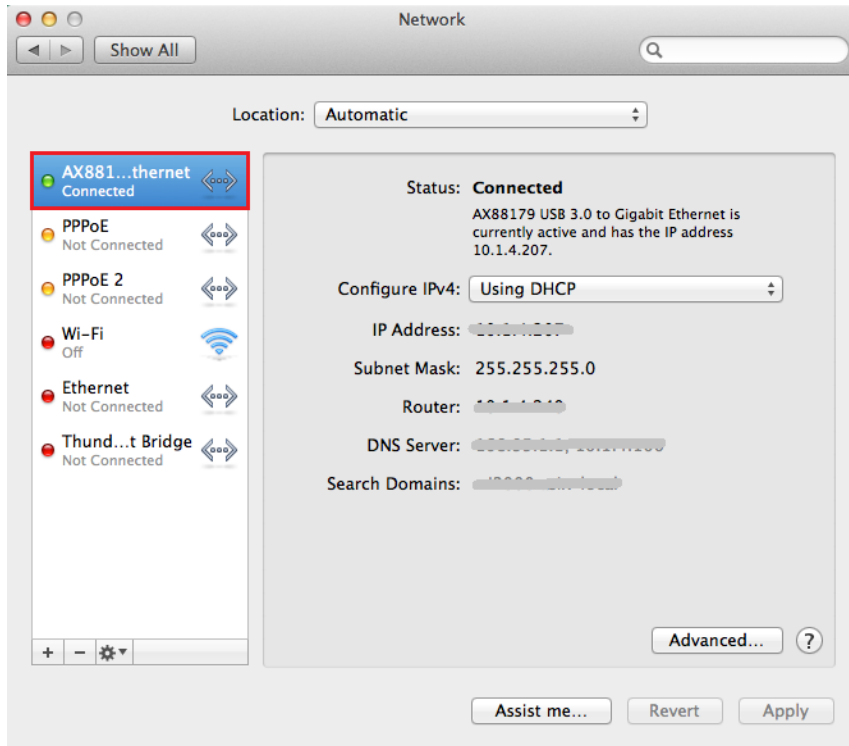 Network
Show All
Location: Automatic
AX881...thernet
Connected
PPPoE
Not Connected
PPPoE 2
Not Connected
Wi-Fi
Off
Ethernet
Not Connected
Thund...t Bridge
Not Connected
+ −
Status: Connected
AX88179 USB 3.0 to Gigabit Ethernet is
currently active and has the IP address
10.1.4.207.
Configure IPv4: Using DHCP
IP Address:
Subnet Mask: 255.255.255.0
Router:
DNS Server:
Search Domains:
Advanced... ?
Assist me... Revert Apply